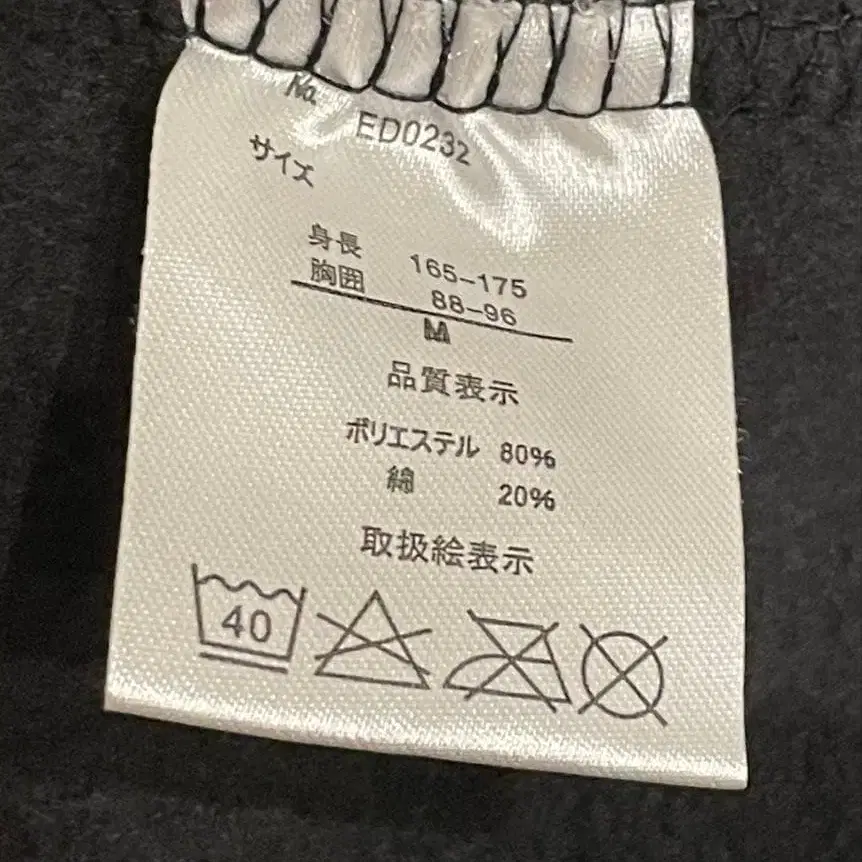 No.
ED0232
サイズ
身長 165-175
胸囲 88-96
M
品質表示
ポリエステル 80%
綿 20%
取扱絵表示
40